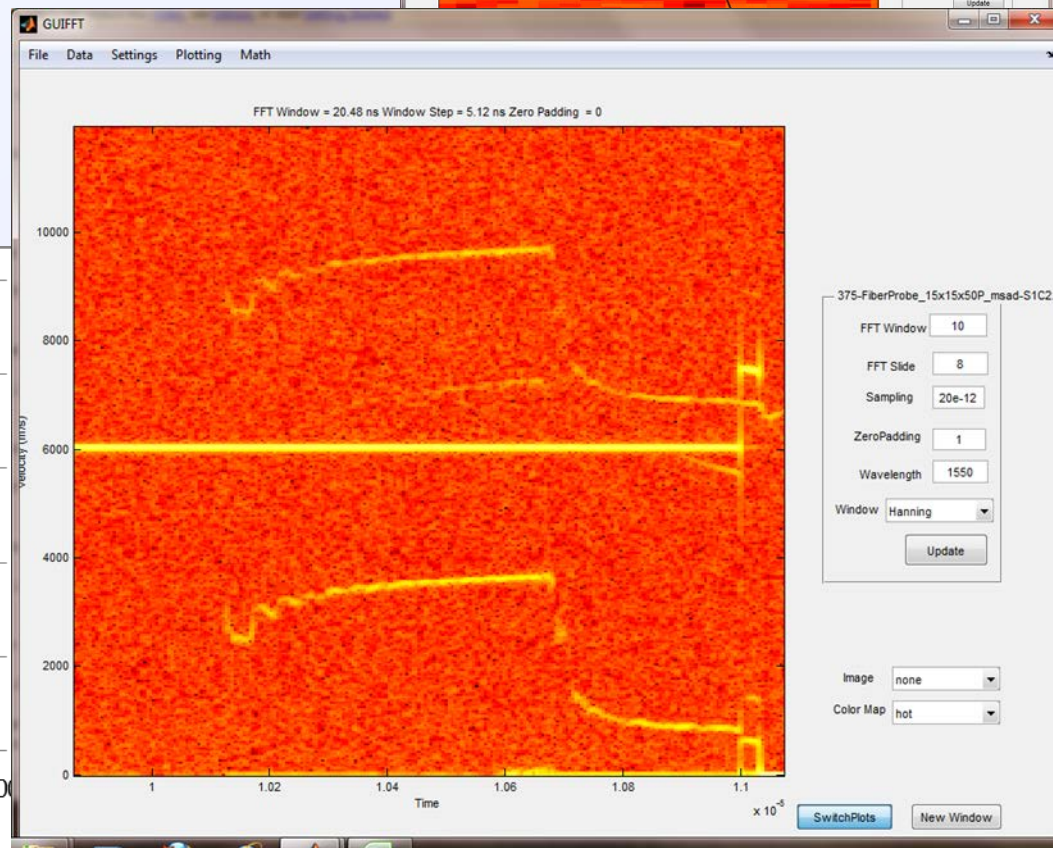 Update
GUIFFT
File Data Settings Plotting Math
FFT Window = 20.48 ns Window Step = 5.12 ns Zero Padding = 0
10000
8000
6000
4000
2000
0
Velocity (m/s)
1 1.02 1.04 1.06 1.08 1.1
x 10⁻⁵
Time
375-FiberProbe_15x15x50P_msad-S1C2
FFT Window 10
FFT Slide 8
Sampling 20e-12
ZeroPadding 1
Wavelength 1550
Window Hanning
Update
Image none
Color Map hot
SwitchPlots New Window